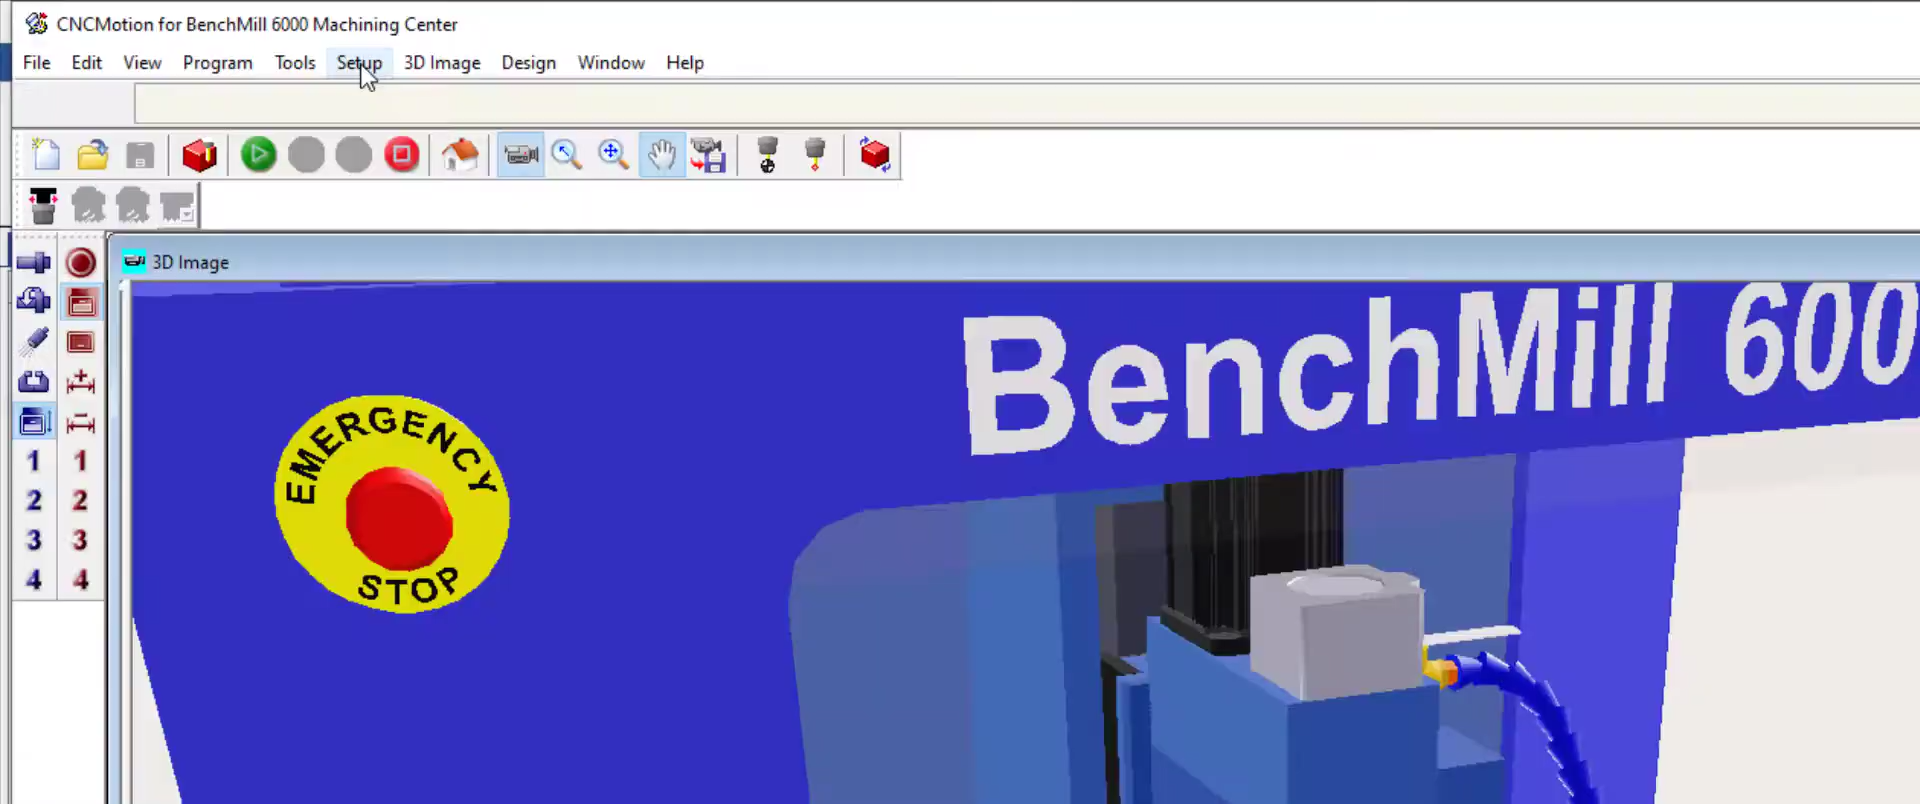 CNCMotion for BenchMill 6000 Machining Center
File Edit View Program Tools Setup 3D Image Design Window Help
3D Image
BenchMill 600
EMERGENCY
STOP
1 1
2 2
3 3
4 4